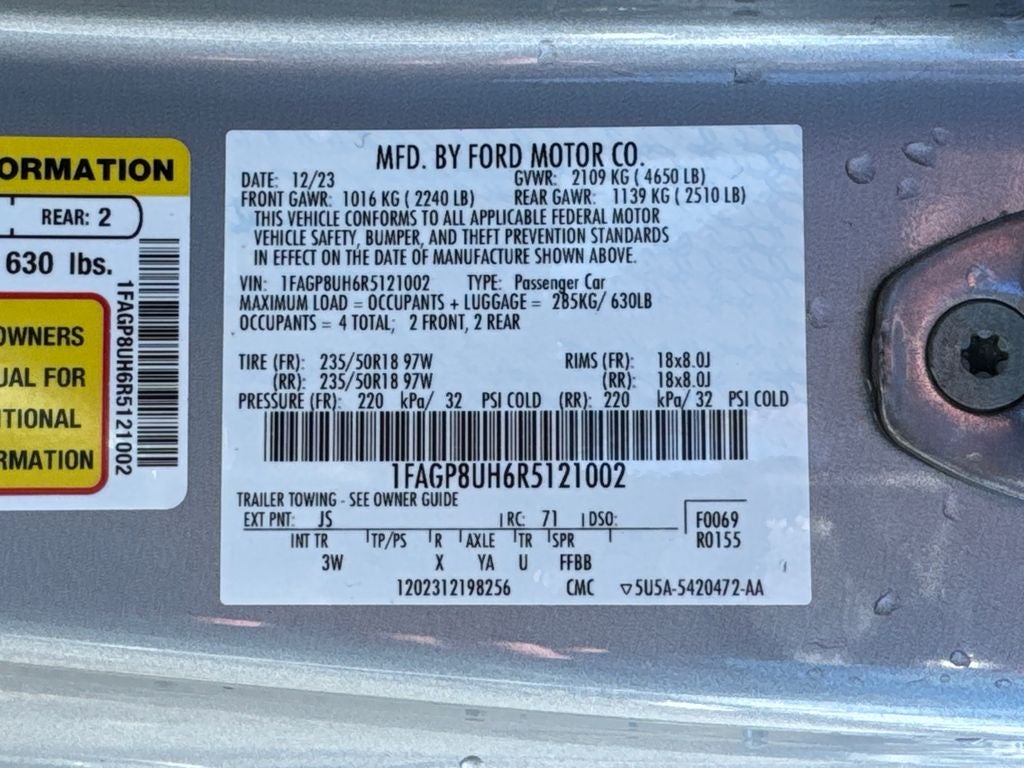 ORMATION
REAR: 2
630 lbs.
OWNERS
UAL FOR
ITIONAL
RMATION
1FAGP8UH6R5121002
MFD. BY FORD MOTOR CO.
DATE: 12/23 GVWR: 2109 KG ( 4650 LB)
FRONT GAWR: 1016 KG ( 2240 LB) REAR GAWR: 1139 KG ( 2510 LB)
THIS VEHICLE CONFORMS TO ALL APPLICABLE FEDERAL MOTOR
VEHICLE SAFETY, BUMPER, AND THEFT PREVENTION STANDARDS
IN EFFECT ON THE DATE OF MANUFACTURE SHOWN ABOVE.
VIN: 1FAGP8UH6R5121002 TYPE: Passenger Car
MAXIMUM LOAD = OCCUPANTS + LUGGAGE = 285KG/ 630LB
OCCUPANTS = 4 TOTAL; 2 FRONT, 2 REAR
TIRE (FR): 235/50R18 97W RIMS (FR): 18x8.0J
(RR): 235/50R18 97W (RR): 18x8.0J
PRESSURE (FR): 220 kPa/ 32 PSI COLD (RR): 220 kPa/ 32 PSI COLD
1FAGP8UH6R5121002
TRAILER TOWING - SEE OWNER GUIDE
EXT PNT: JS RC: 71 DSO: F0069
INT TR TP/PS R AXLE TR SPR R0155
3W X YA U FFBB
1202312198256 CMC ▽5U5A-5420472-AA